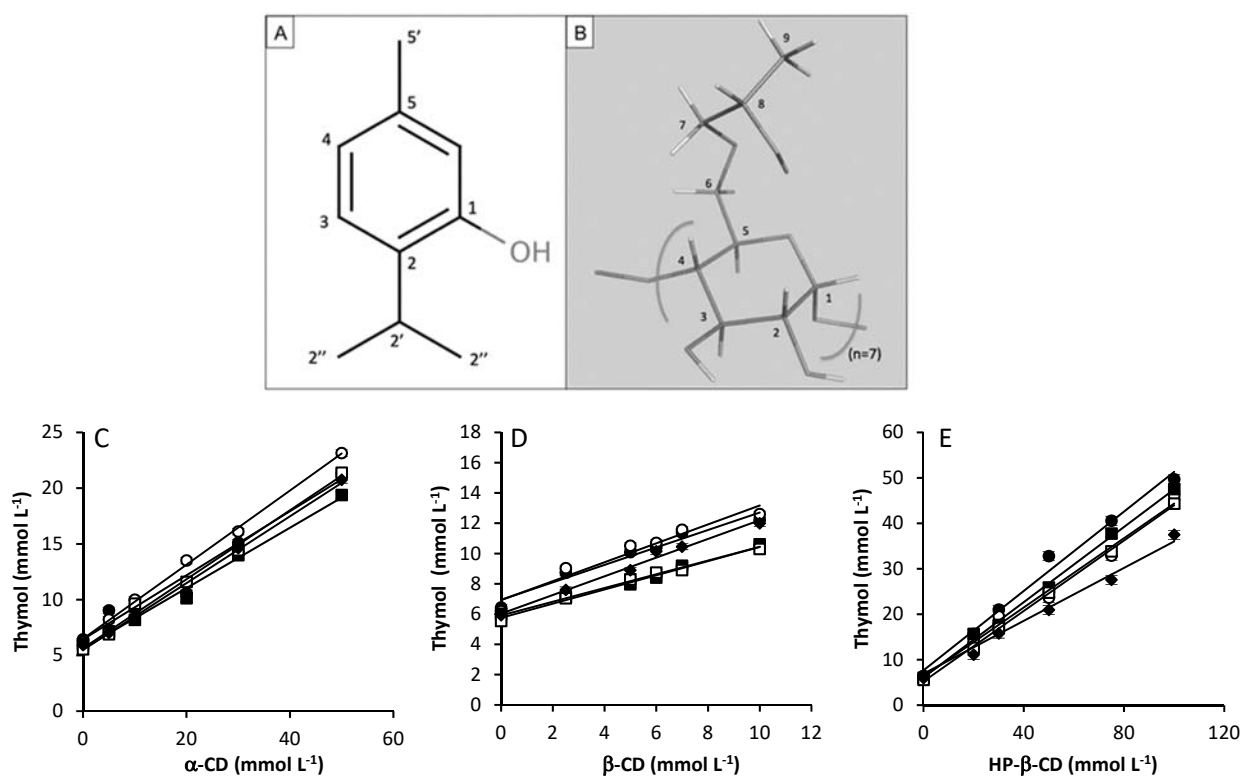 A
5'
5
4
3
1
2
OH
2'
2''
2''
B
9
8
7
6
5
4
1
3
2
(n=7)
C
Thymol (mmol L-1)
25
20
15
10
5
0
0 20 40 60
α-CD (mmol L-1)
D
Thymol (mmol L-1)
18
16
14
12
10
8
6
4
2
0
0 2 4 6 8 10 12
β-CD (mmol L-1)
E
Thymol (mmol L-1)
60
50
40
30
20
10
0
0 40 80 120
HP-β-CD (mmol L-1)